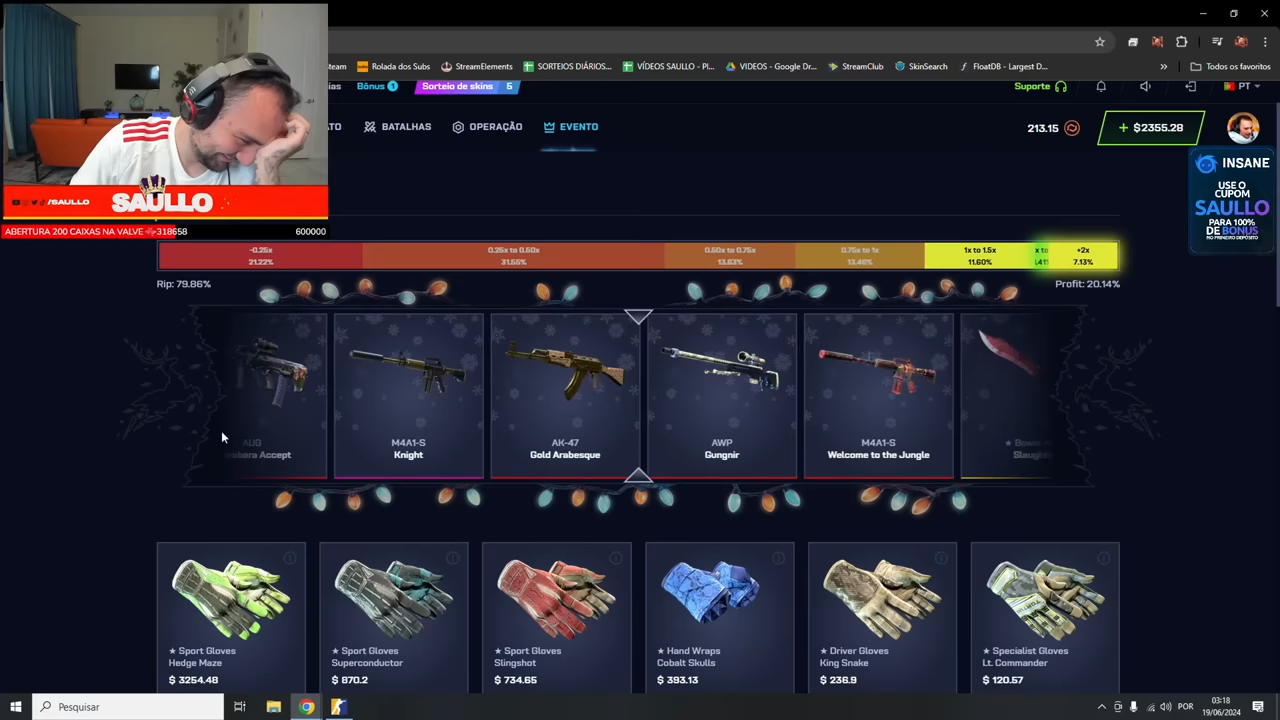 Steam
Rolada dos Subs
StreamElements
SORTEIOS DIÁRIOS...
VÍDEOS SAULLO - Pl...
VIDEOS - Google Dr...
StreamClub
SkinSearch
FloatDB - Largest D...
»
Todos os favoritos
Bônus 1
Sorteio de skins 5
Suporte
PT
BATALHAS
OPERAÇÃO
EVENTO
213.15
+ $2355.28
INSANE
USE O
CUPOM
SAULLO
PARA 100%
DE BONUS
NO PRIMEIRO DEPÓSITO
/SAULLO
SAULLO
ABERTURA 200 CAIXAS NA VALVE 318658
600000
-0.25x
21.22%
0.25x to 0.50x
31.55%
0.50x to 0.75x
13.63%
0.75x to 1x
13.46%
1x to 1.5x
11.60%
+2x
7.13%
Rip: 79.86%
Profit: 20.14%
AUG
Accept
M4A1-S
Knight
AK-47
Gold Arabesque
AWP
Gungnir
M4A1-S
Welcome to the Jungle
★ Sport Gloves
Hedge Maze
$ 3254.48
★ Sport Gloves
Superconductor
$ 870.2
★ Sport Gloves
Slingshot
$ 734.65
★ Hand Wraps
Cobalt Skulls
$ 393.13
★ Driver Gloves
King Snake
$ 236.9
★ Specialist Gloves
Lt. Commander
$ 120.57
Pesquisar
POR
03:18
19/06/2024